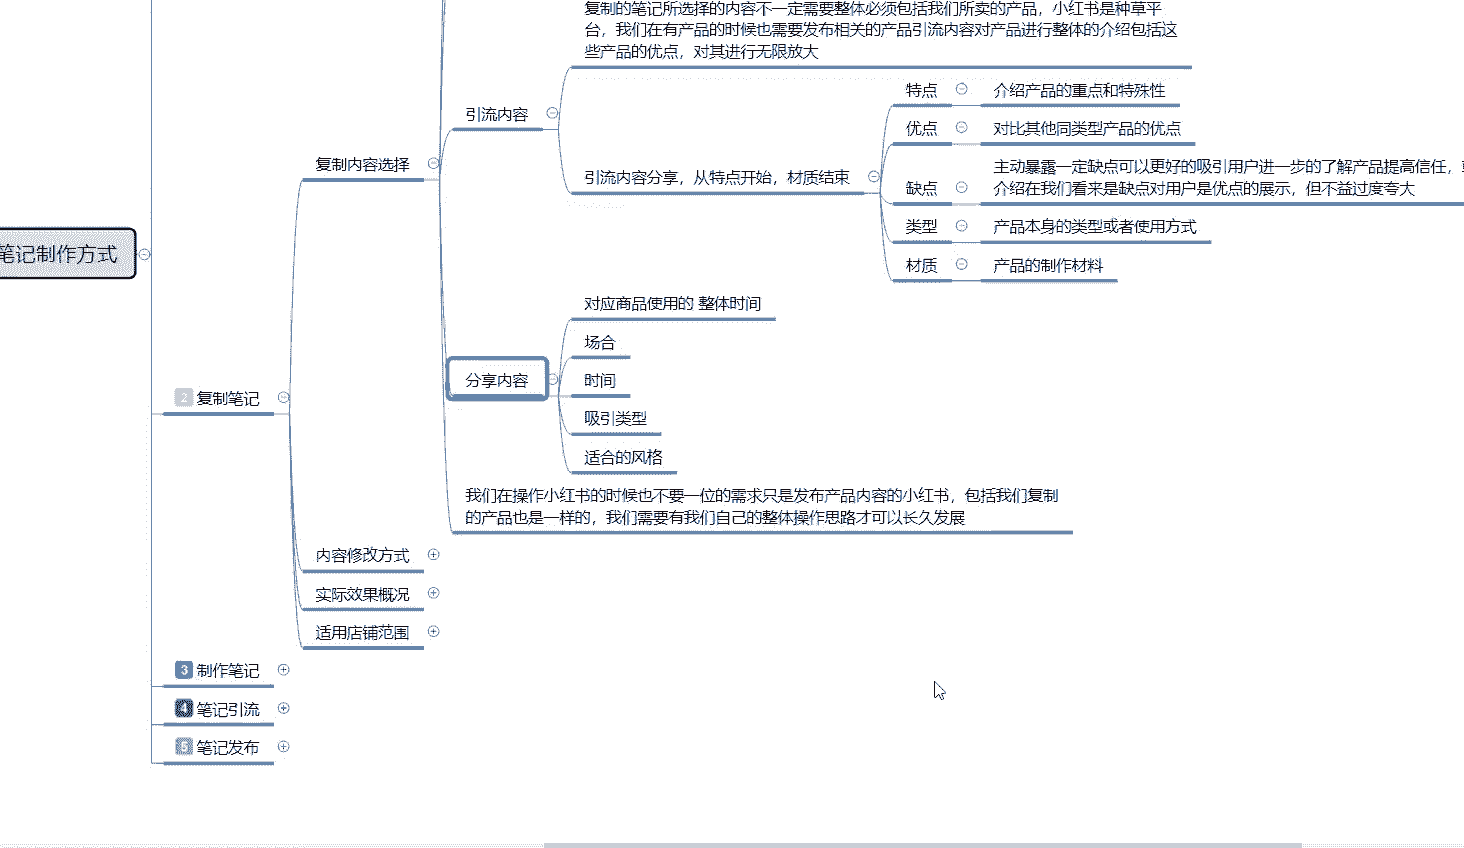 复制的笔记所选择的内容不一定需要整体必须包括我们所卖的产品，小红书是种草平
台，我们在有产品的时候也需要发布相关的产品引流内容对产品进行整体的介绍包括这
些产品的优点，对其进行无限放大
引流内容
引流内容分享，从特点开始，材质结束
特点
介绍产品的重点和特殊性
优点
对比其他同类型产品的优点
缺点
主动暴露一定缺点可以更好的吸引用户进一步的了解产品提高信任，
介绍在我们看来是缺点对用户是优点的展示，但不益过度夸大
类型
产品本身的类型或者使用方式
材质
产品的制作材料
复制内容选择
笔记制作方式
分享内容
对应商品使用的 整体时间
场合
时间
吸引类型
适合的风格
我们在操作小红书的时候也不要一位的需求只是发布产品内容的小红书，包括我们复制
的产品也是一样的，我们需要有我们自己的整体操作思路才可以长久发展
2 复制笔记
内容修改方式
实际效果概况
适用店铺范围
3 制作笔记
4 笔记引流
5 笔记发布